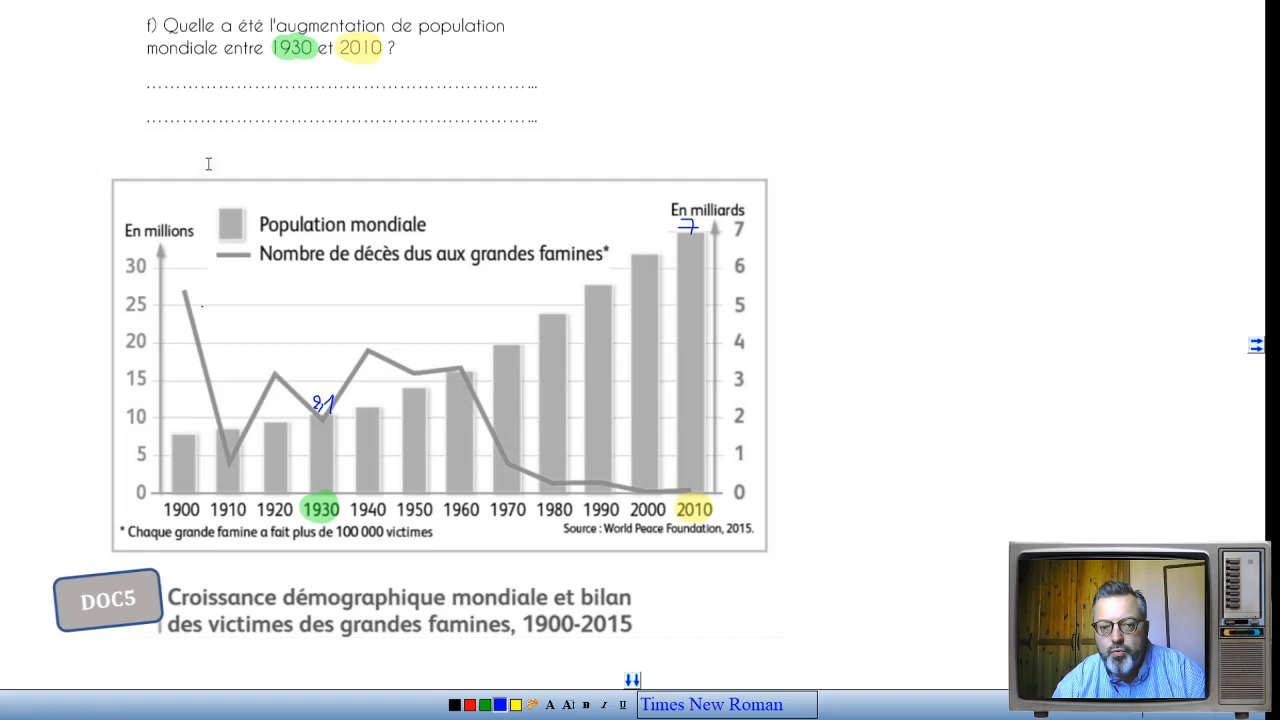 f) Quelle a été l'augmentation de population
mondiale entre 1930 et 2010 ?
……………………………………………………………...
……………………………………………………………...
En millions
Population mondiale
Nombre de décès dus aux grandes famines*
En milliards
7
7
30
6
25
5
20
4
15
3
10
2
5
1
0
0
1900 1910 1920 1930 1940 1950 1960 1970 1980 1990 2000 2010
* Chaque grande famine a fait plus de 100 000 victimes
Source : World Peace Foundation, 2015.
DOC5
Croissance démographique mondiale et bilan
des victimes des grandes famines, 1900-2015
A A B I U Times New Roman